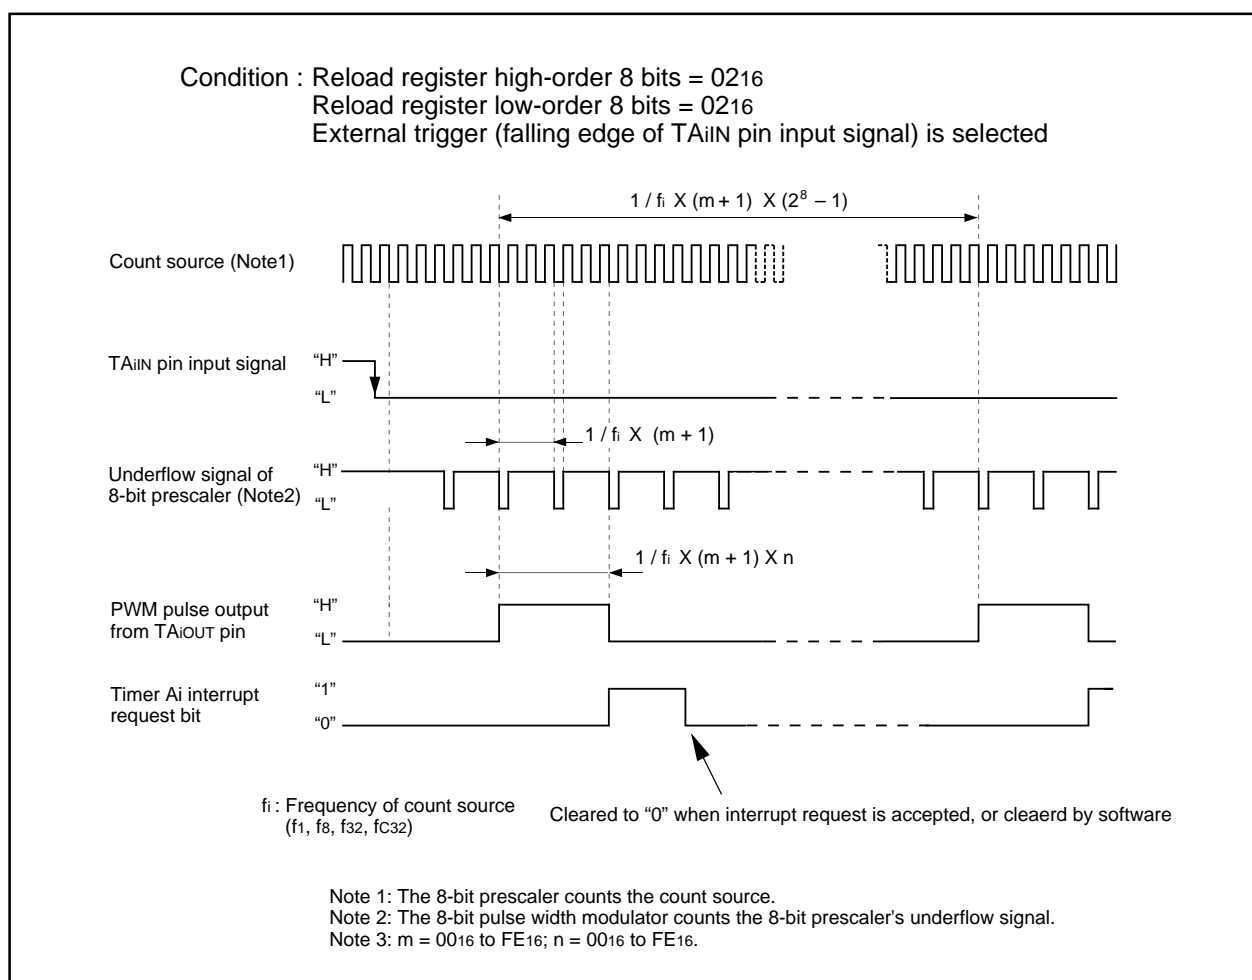 Condition : Reload register high-order 8 bits = 0216
Reload register low-order 8 bits = 0216
External trigger (falling edge of TAiIN pin input signal) is selected
1 / fi X (m + 1) X (2^8 – 1)
Count source (Note1)
TAiIN pin input signal
“H”
“L”
1 / fi X (m + 1)
Underflow signal of
8-bit prescaler (Note2)
“H”
“L”
1 / fi X (m + 1) X n
PWM pulse output
from TAiOUT pin
“H”
“L”
Timer Ai interrupt
request bit
“1”
“0”
fi : Frequency of count source
(f1, f8, f32, fC32)
Cleared to “0” when interrupt request is accepted, or cleaerd by software
Note 1: The 8-bit prescaler counts the count source.
Note 2: The 8-bit pulse width modulator counts the 8-bit prescaler's underflow signal.
Note 3: m = 0016 to FE16; n = 0016 to FE16.